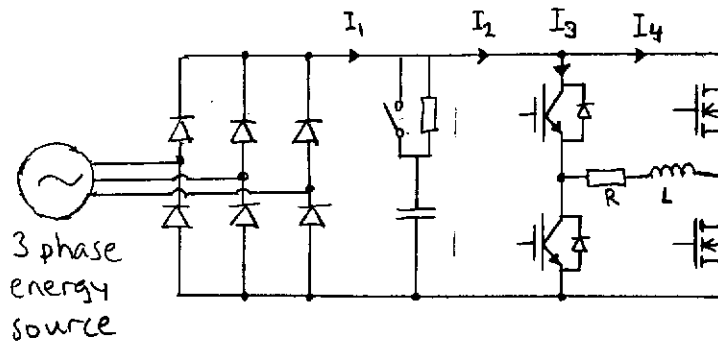 I₁
I₂
I₃
I₄
R
L
3 phase
energy
source